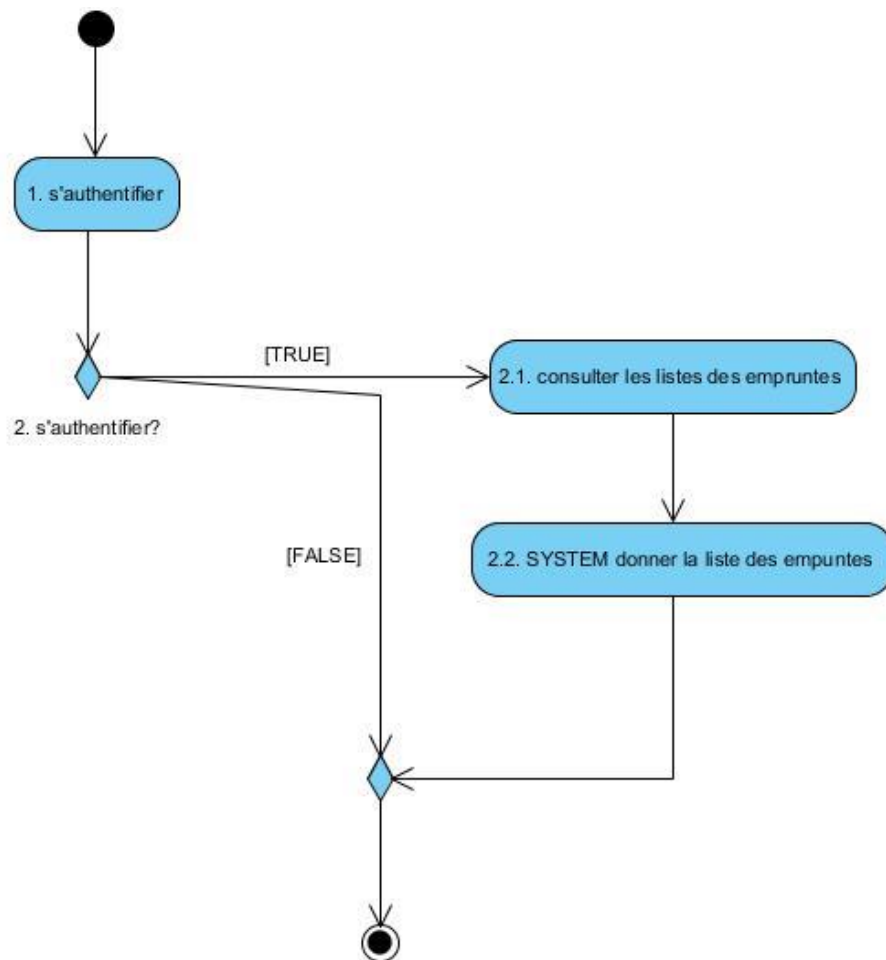 1. s'authentifier
[TRUE]
2.1. consulter les listes des empruntes
2. s'authentifier?
[FALSE]
2.2. SYSTEM donner la liste des empuntes